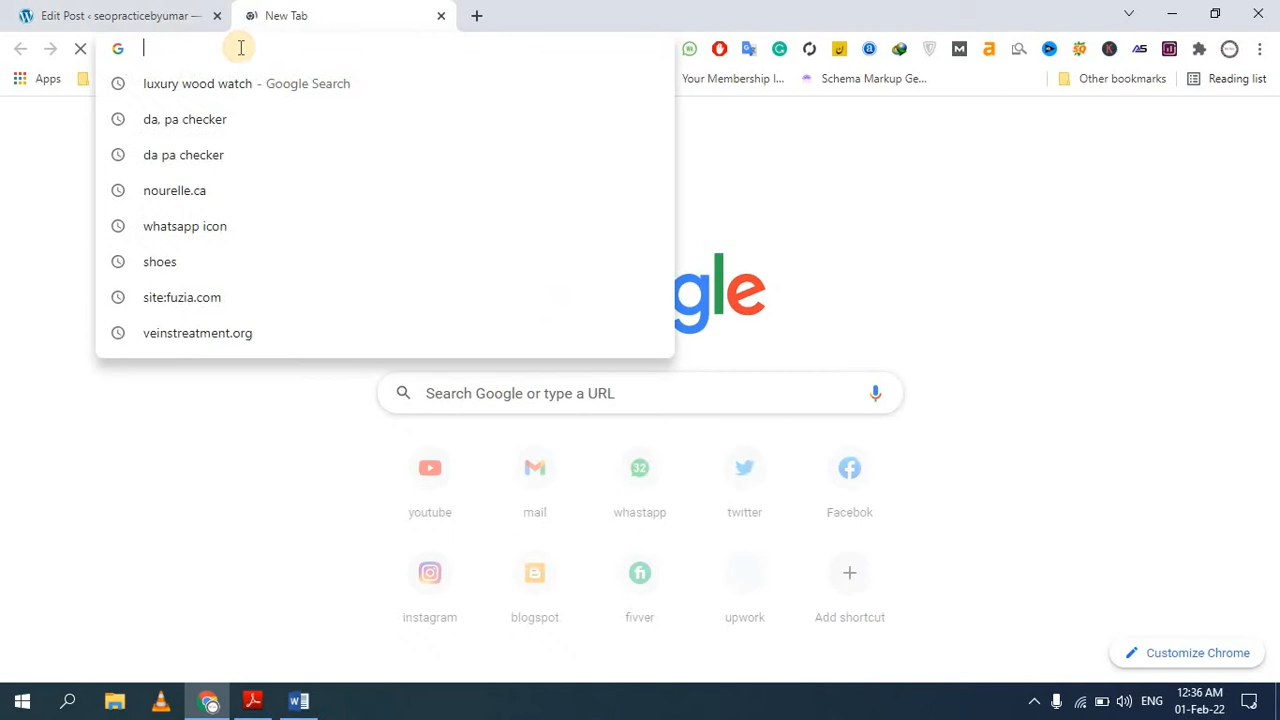 Edit Post ‹ seopracticebyumar —
New Tab
luxury wood watch - Google Search
da, pa checker
da pa checker
nourelle.ca
whatsapp icon
shoes
site:fuzia.com
veinstreatment.org
Apps
Your Membership I...
Schema Markup Ge...
Other bookmarks
Reading list
gle
Search Google or type a URL
youtube
mail
32
whastapp
twitter
Facebok
instagram
blogspot
fivver
upwork
Add shortcut
Customize Chrome
ENG
12:36 AM
01-Feb-22